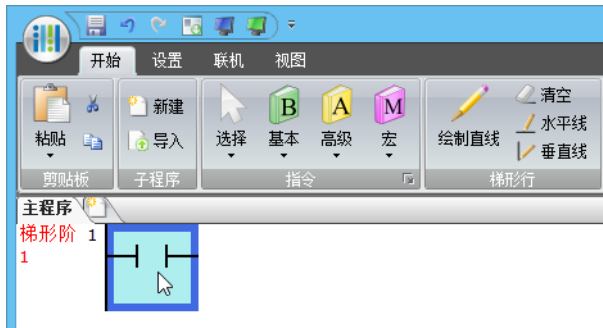 开始 设置 联机 视图
粘贴 新建 导入 选择 B 基本 A 高级 M 宏 绘制直线 清空 水平线 垂直线
剪贴板 子程序 指令 梯形行
主程序
梯形阶 1
1